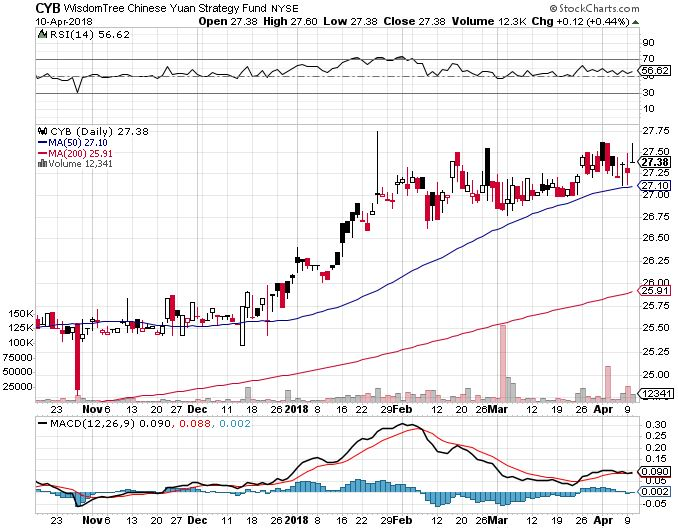 CYB WisdomTree Chinese Yuan Strategy Fund NYSE
© StockCharts.com
10-Apr-2018
Open 27.38 High 27.60 Low 27.38 Close 27.38 Volume 12.3K Chg +0.12 (+0.44%)
RSI(14) 56.62
90
70
56.62
50
30
10
CYB (Daily) 27.38
MA(50) 27.10
MA(200) 25.91
Volume 12,341
27.75
27.50
27.38
27.25
27.10
27.00
26.75
26.50
26.25
26.00
25.91
25.75
25.50
25.25
25.00
12341
150K
125K
100K
75000
50000
25000
23 Nov 6 13 20 27 Dec 11 18 26 2018 8 16 22 29 Feb 12 20 26 Mar 12 19 26 Apr 9
MACD(12,26,9) 0.090, 0.088, 0.002
0.30
0.25
0.20
0.15
0.090
0.05
0.002
-0.05
23 Nov 6 13 20 27 Dec 11 18 26 2018 8 16 22 29 Feb 12 20 26 Mar 12 19 26 Apr 9